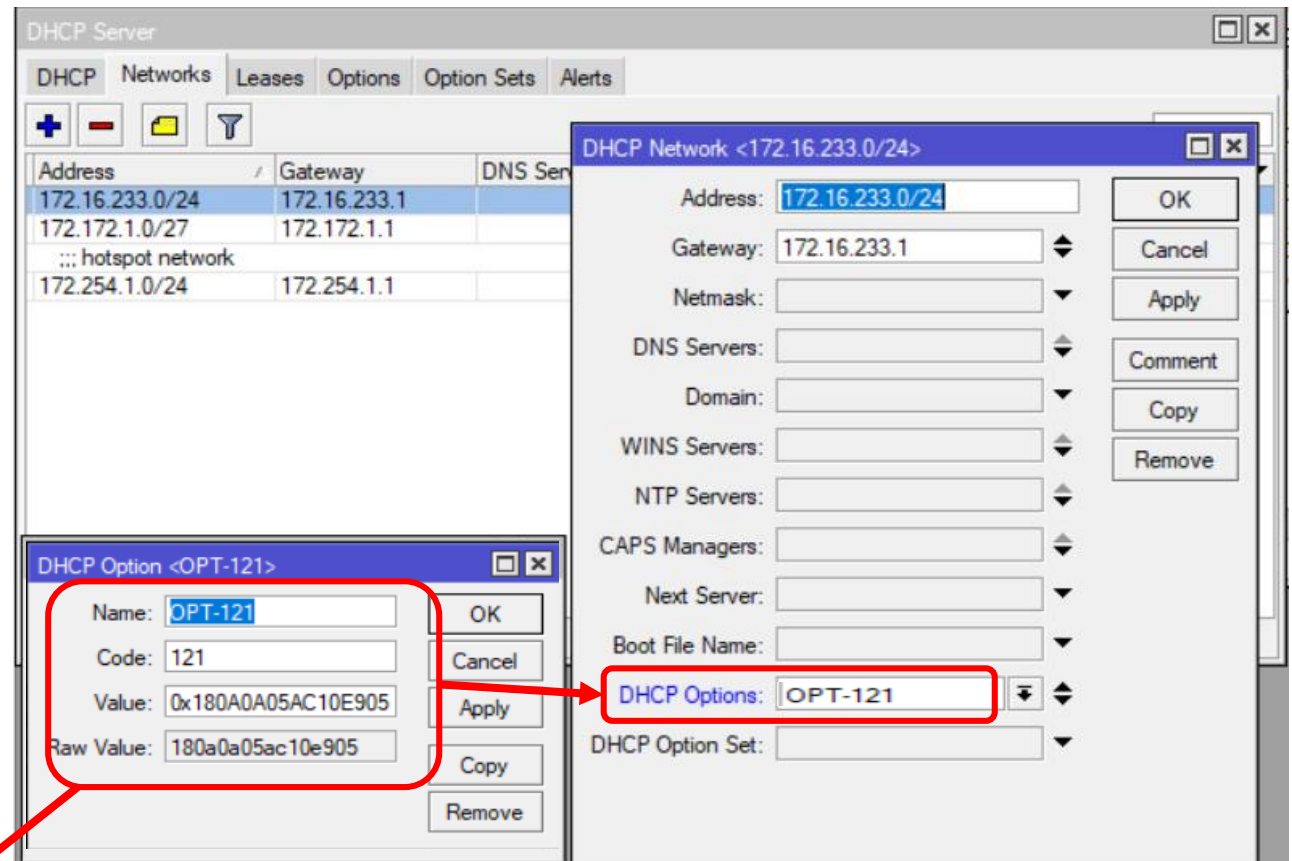 DHCP Server
DHCP Networks Leases Options Option Sets Alerts
Address Gateway DNS Ser
172.16.233.0/24 172.16.233.1
172.172.1.0/27 172.172.1.1
;;; hotspot network
172.254.1.0/24 172.254.1.1
DHCP Network <172.16.233.0/24>
Address: 172.16.233.0/24
Gateway: 172.16.233.1
Netmask:
DNS Servers:
Domain:
WINS Servers:
NTP Servers:
CAPS Managers:
Next Server:
Boot File Name:
DHCP Options: OPT-121
DHCP Option Set:
OK
Cancel
Apply
Comment
Copy
Remove
DHCP Option <OPT-121>
Name: OPT-121
Code: 121
Value: 0x180A0A05AC10E905
Raw Value: 180a0a05ac10e905
OK
Cancel
Apply
Copy
Remove